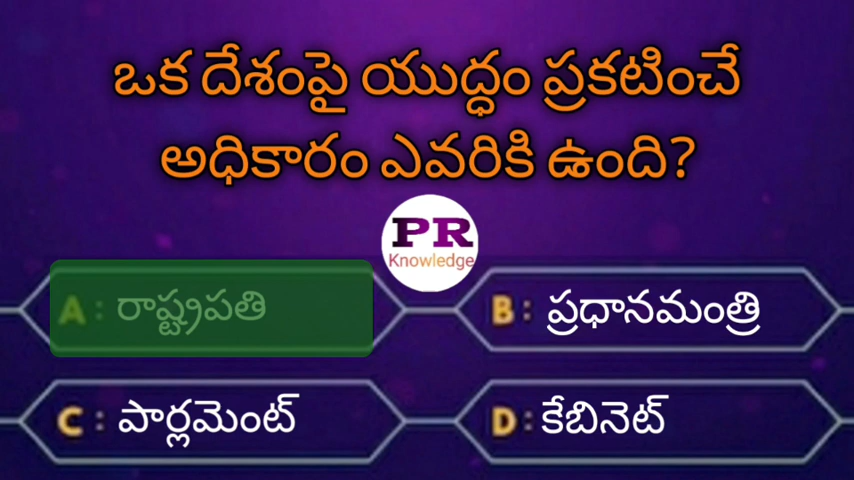 ఒక దేశంపై యుద్ధం ప్రకటించే
అధికారం ఎవరికి ఉంది?
PR
Knowledge
A : రాష్ట్రపతి
B : ప్రధానమంత్రి
C : పార్లమెంట్
D : కేబినెట్